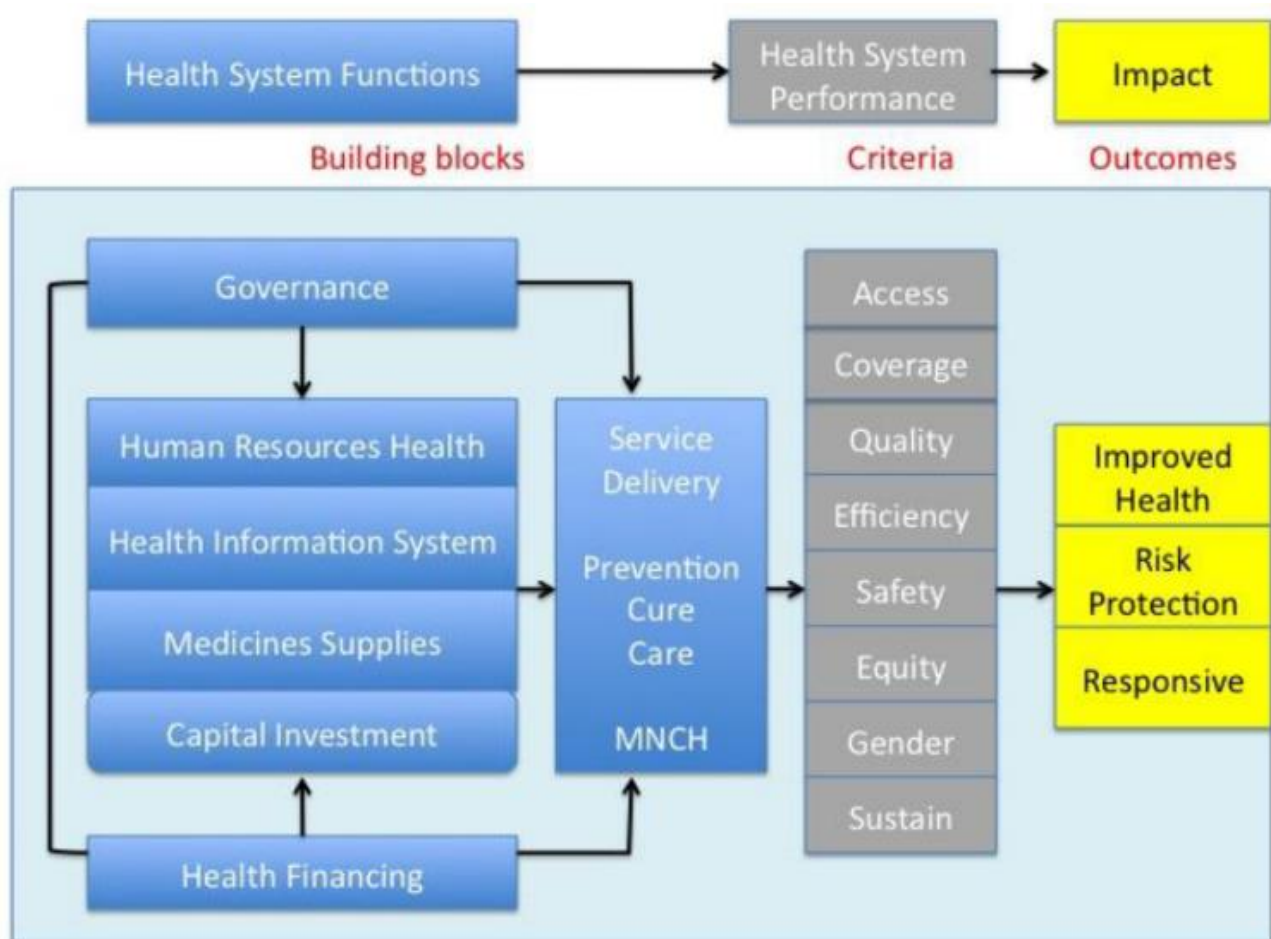 Health System Functions
Health System
Performance
Impact
Building blocks
Criteria
Outcomes
Governance
Human Resources Health
Health Information System
Medicines Supplies
Capital Investment
Health Financing
Service
Delivery
Prevention
Cure
Care
MNCH
Access
Coverage
Quality
Efficiency
Safety
Equity
Gender
Sustain
Improved
Health
Risk
Protection
Responsive